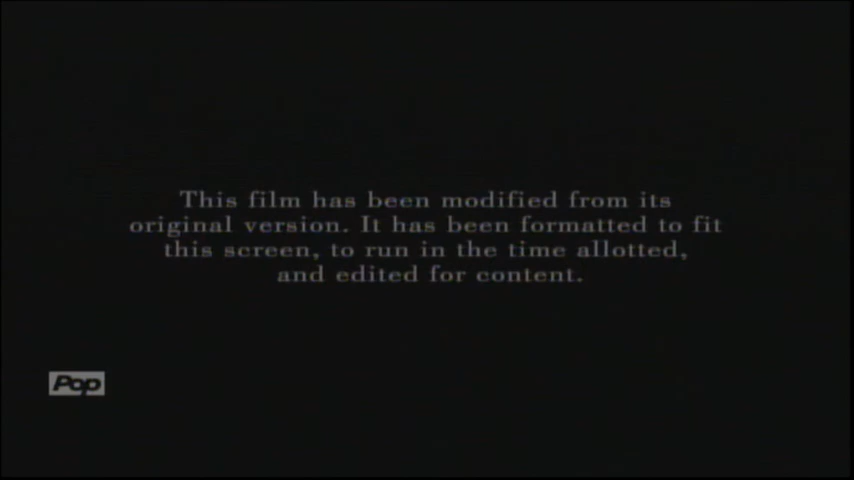 This film has been modified from its
original version. It has been formatted to fit
this screen, to run in the time allotted,
and edited for content.
Pop